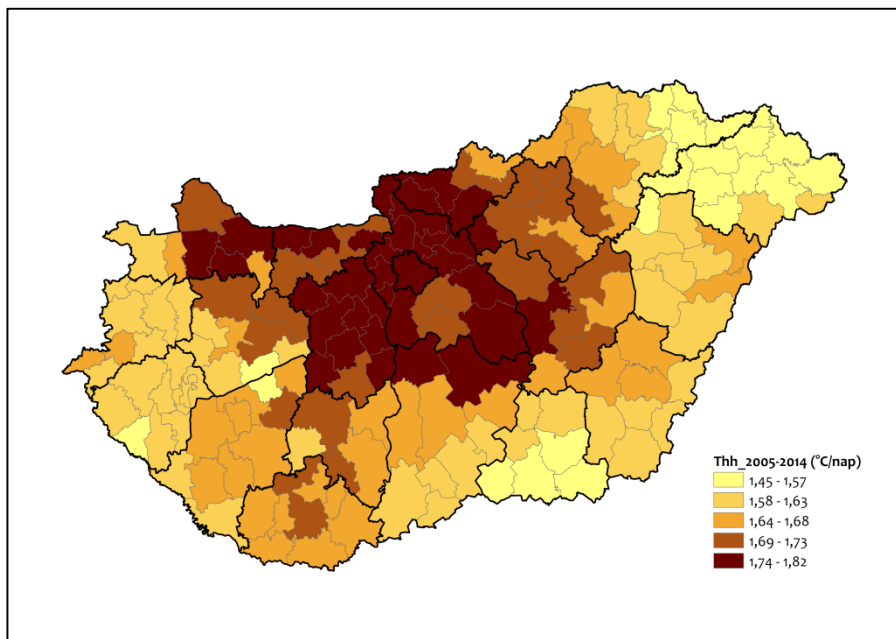 Thh_2005-2014 (°C/nap)
1,45 - 1,57
1,58 - 1,63
1,64 - 1,68
1,69 - 1,73
1,74 - 1,82